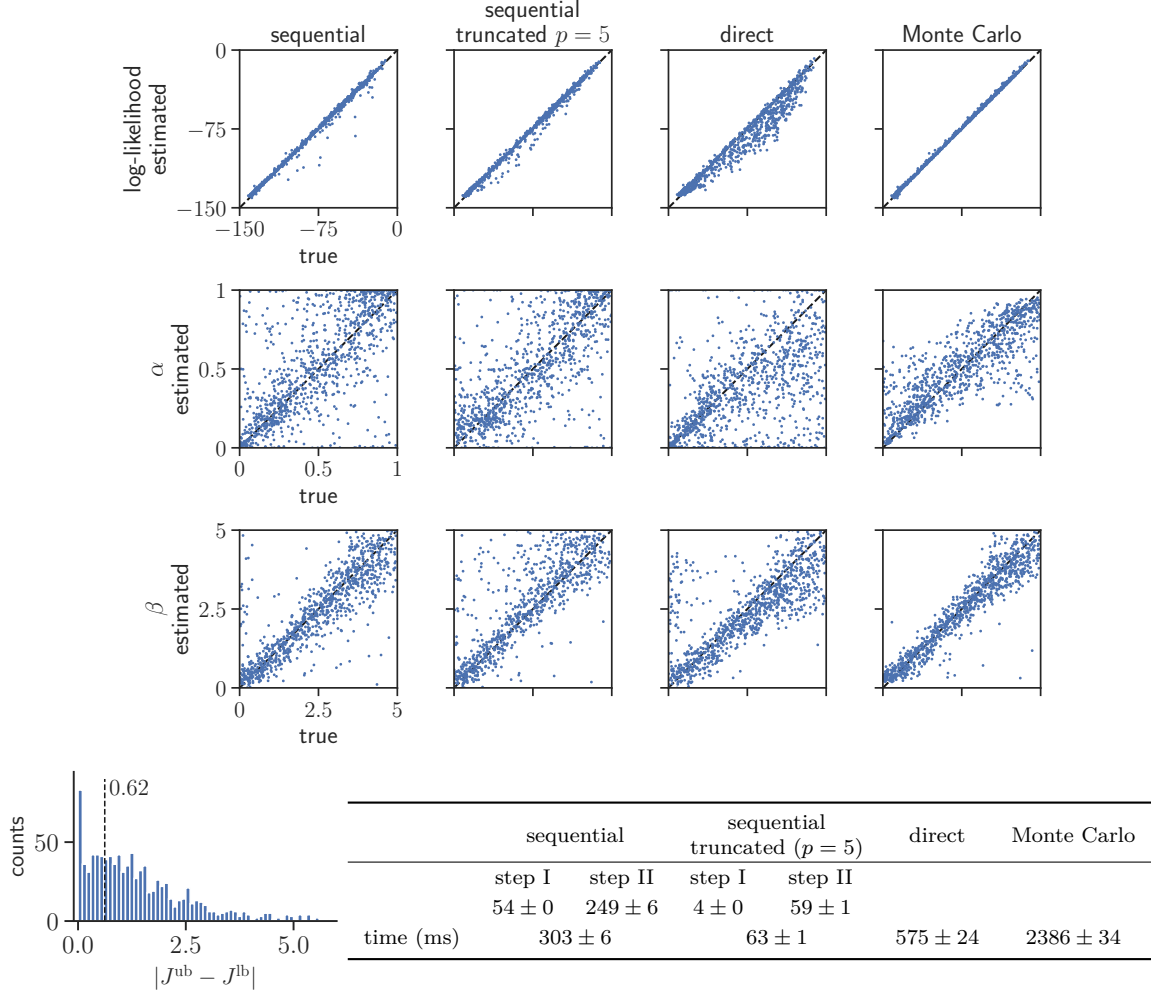 sequential
sequential
truncated p = 5
direct
Monte Carlo
log-likelihood
estimated
0
−75
−150
−150 −75 0
true
α
estimated
1
0.5
0
0 0.5 1
true
β
estimated
5
2.5
0
0 2.5 5
true
counts
50
0
0.62
0.0 2.5 5.0
|J^ub − J^lb|
sequential
sequential
truncated (p = 5)
direct
Monte Carlo
step I step II step I step II
54 ± 0 249 ± 6 4 ± 0 59 ± 1
time (ms) 303 ± 6 63 ± 1 575 ± 24 2386 ± 34